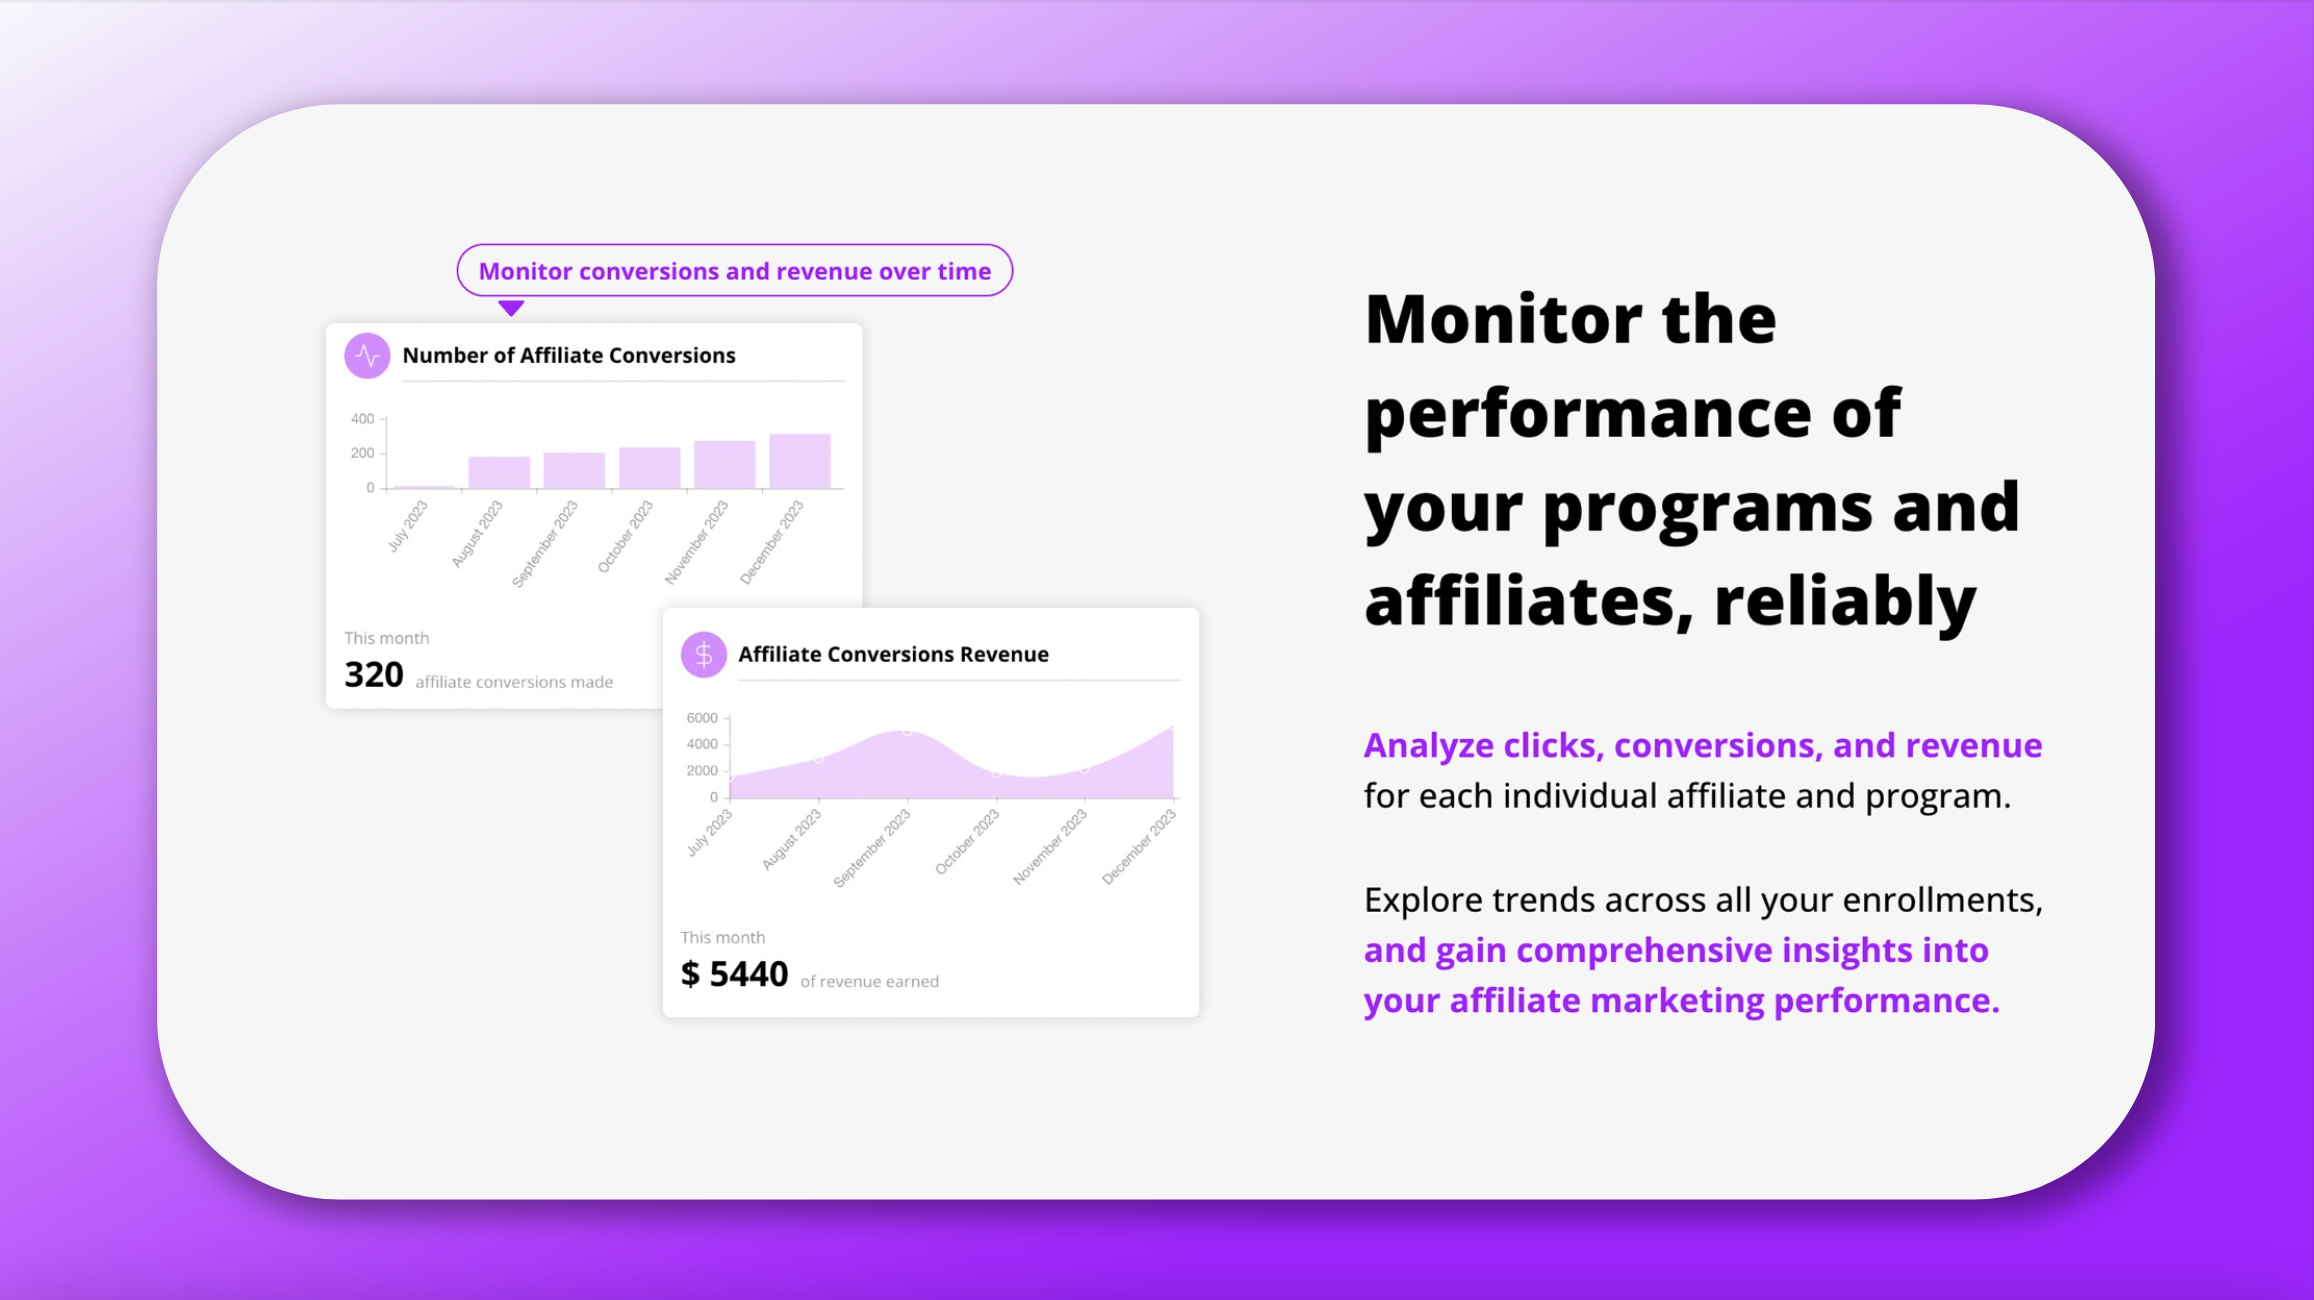 Monitor conversions and revenue over time
Number of Affiliate Conversions
400
200
0
July 2023
August 2023
September 2023
October 2023
November 2023
December 2023
This month
320 affiliate conversions made
Affiliate Conversions Revenue
6000
4000
2000
0
July 2023
August 2023
September 2023
October 2023
November 2023
December 2023
This month
$ 5440 of revenue earned
Monitor the
performance of
your programs and
affiliates, reliably
Analyze clicks, conversions, and revenue
for each individual affiliate and program.
Explore trends across all your enrollments,
and gain comprehensive insights into
your affiliate marketing performance.